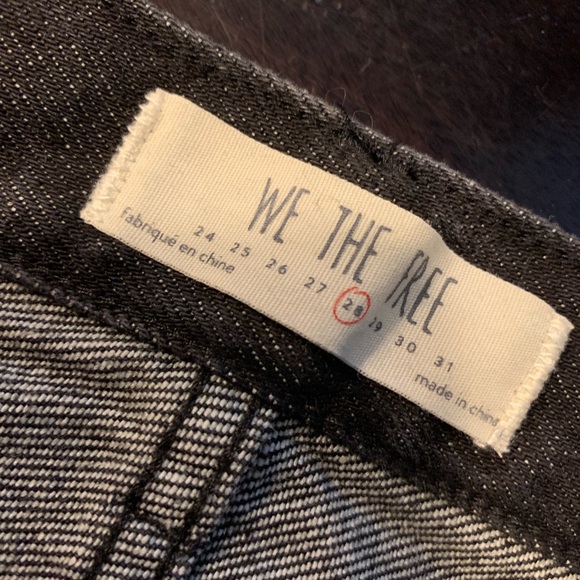 WE THE FREE
24 25 26 27 28 29 30 31
fabriqué en chine
made in china